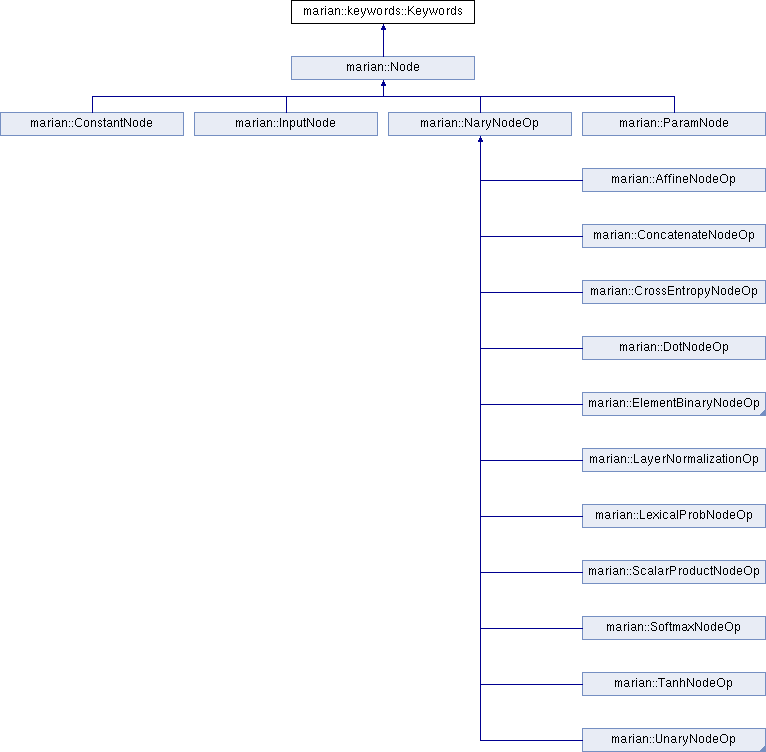 marian::keywords::Keywords
marian::Node
marian::ConstantNode
marian::InputNode
marian::NaryNodeOp
marian::ParamNode
marian::AffineNodeOp
marian::ConcatenateNodeOp
marian::CrossEntropyNodeOp
marian::DotNodeOp
marian::ElementBinaryNodeOp
marian::LayerNormalizationOp
marian::LexicalProbNodeOp
marian::ScalarProductNodeOp
marian::SoftmaxNodeOp
marian::TanhNodeOp
marian::UnaryNodeOp